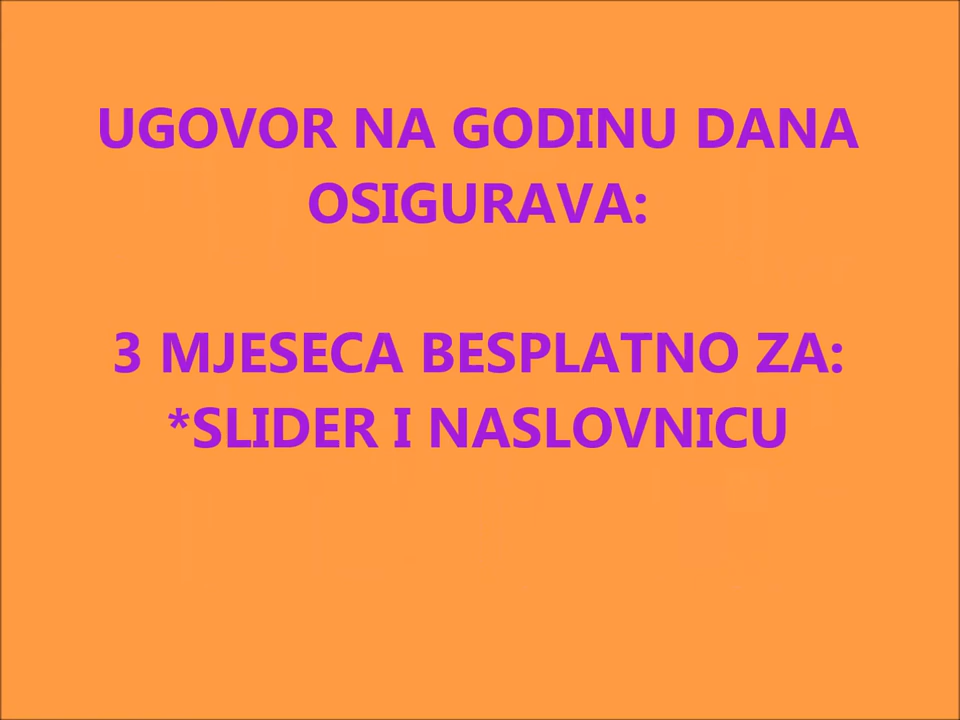 UGOVOR NA GODINU DANA
OSIGURAVA:
3 MJESECA BESPLATNO ZA:
*SLIDER I NASLOVNICU